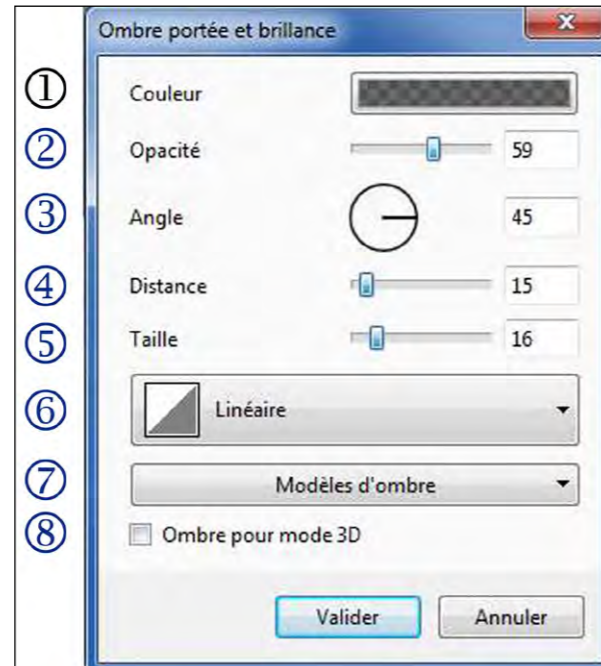 Ombre portée et brillance
① Couleur
② Opacité 59
③ Angle 45
④ Distance 15
⑤ Taille 16
⑥ Linéaire
⑦ Modèles d'ombre
⑧ Ombre pour mode 3D
Valider Annuler